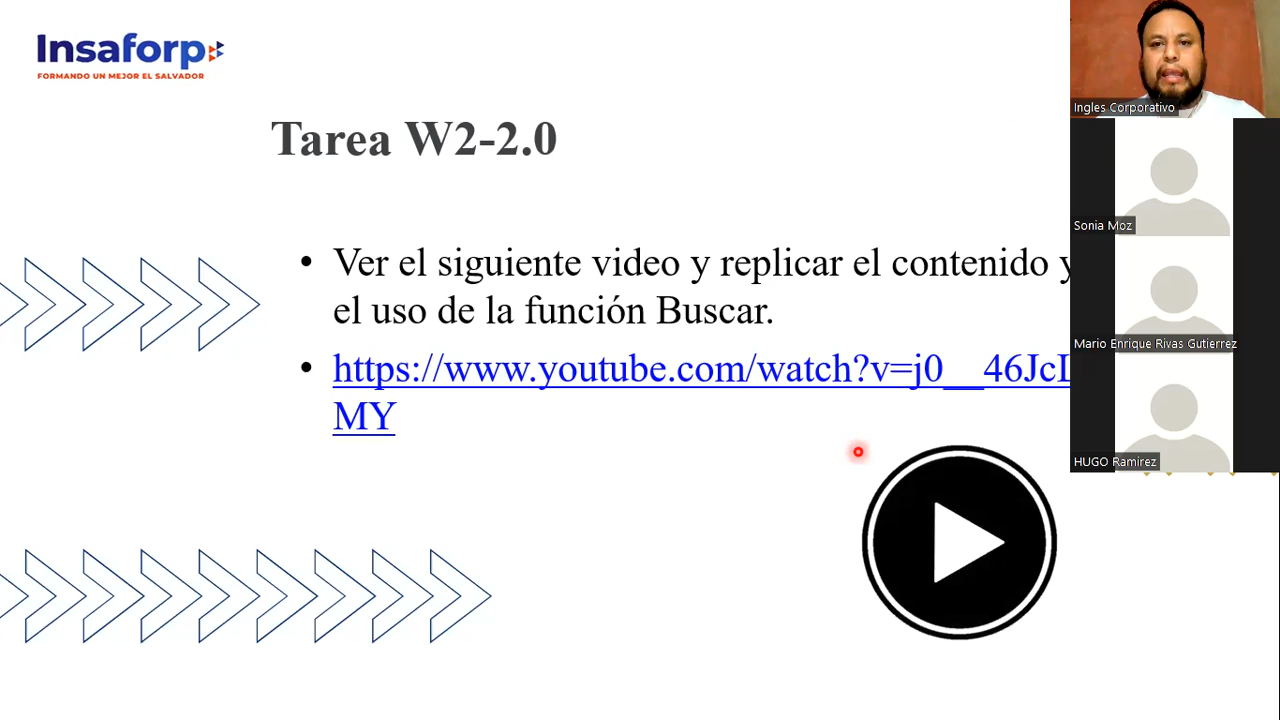 Insaforp
FORMANDO UN MEJOR EL SALVADOR
Tarea W2-2.0
• Ver el siguiente video y replicar el contenido y
el uso de la función Buscar.
• https://www.youtube.com/watch?v=j0__46JcL
MY
Ingles Corporativo
Sonia Moz
Mario Enrique Rivas Gutierrez
HUGO Ramirez